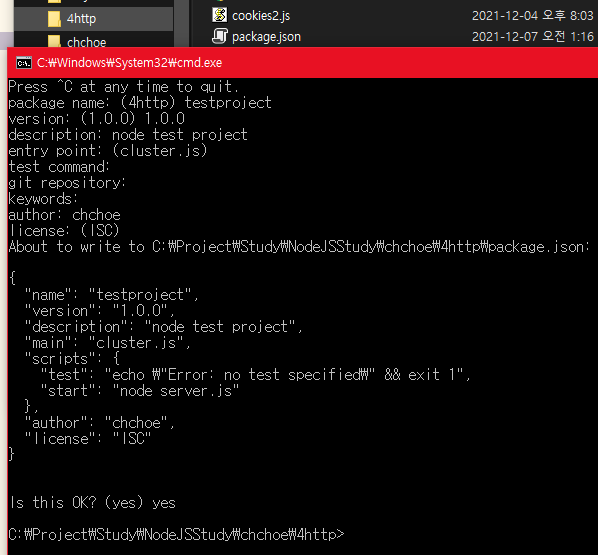 4http
cookies2.js 2021-12-04 오후 8:03
chchoe
package.json 2021-12-07 오전 1:16
C:₩Windows₩System32₩cmd.exe
Press ^C at any time to quit.
package name: (4http) testproject
version: (1.0.0) 1.0.0
description: node test project
entry point: (cluster.js)
test command:
git repository:
keywords:
author: chchoe
license: (ISC)
About to write to C:₩Project₩Study₩NodeJSStudy₩chchoe₩4http₩package.json:
{
  "name": "testproject",
  "version": "1.0.0",
  "description": "node test project",
  "main": "cluster.js",
  "scripts": {
    "test": "echo ₩"Error: no test specified₩" && exit 1",
    "start": "node server.js"
  },
  "author": "chchoe",
  "license": "ISC"
}
Is this OK? (yes) yes
C:₩Project₩Study₩NodeJSStudy₩chchoe₩4http>